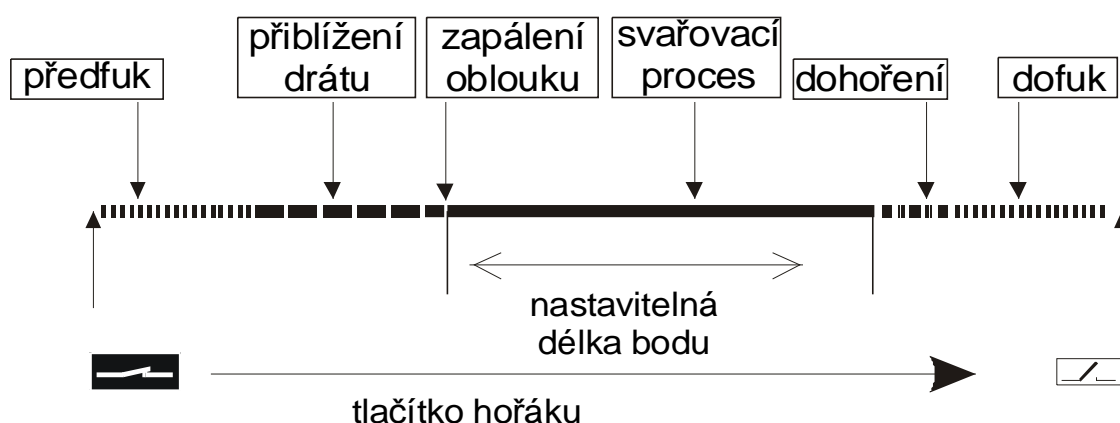 předfuk
přiblížení
drátu
zapálení
oblouku
svařovací
proces
dohoření
dofuk
nastavitelná
délka bodu
tlačítko hořáku